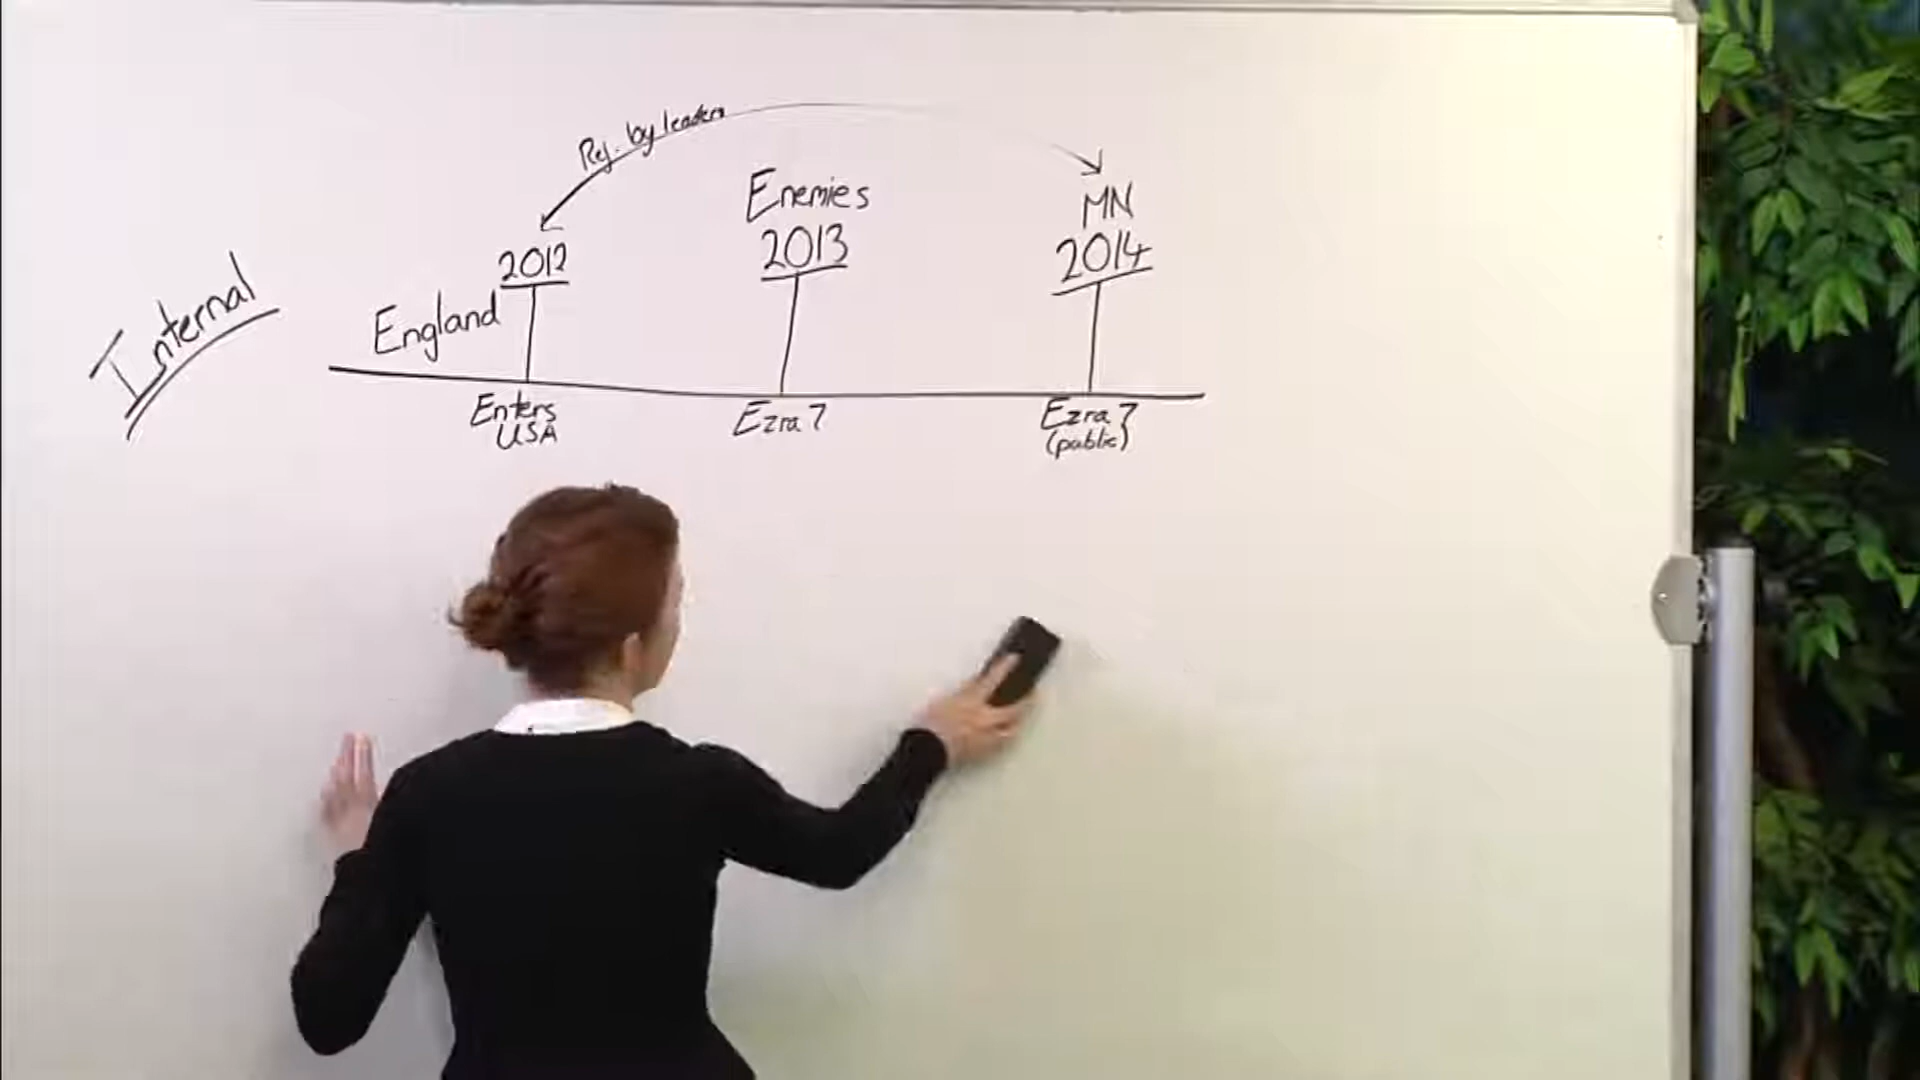 Rej. by leaders
Enemies
MN
2012
2013
2014
Internal
England
Enters
USA
Ezra 7
Ezra 7
(public)